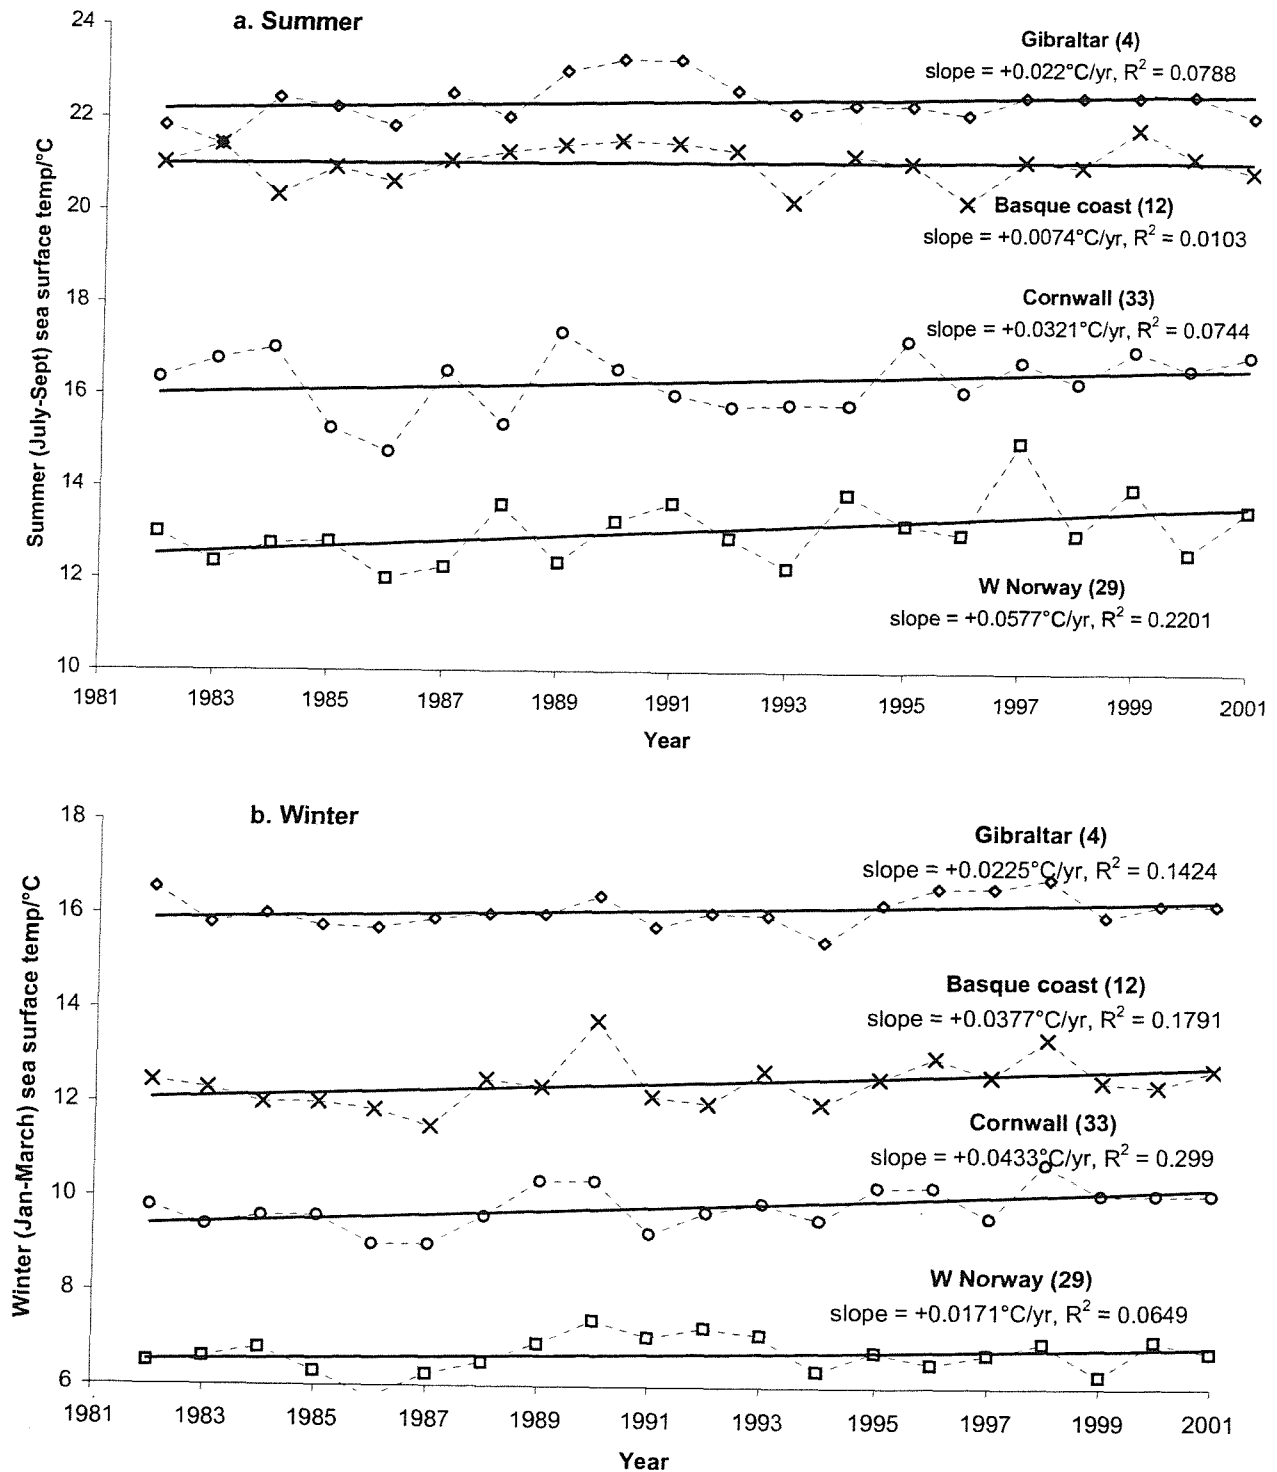 a. Summer
24
22
20
18
16
14
12
10
Summer (July-Sept) sea surface temp/°C
Gibraltar (4)
slope = +0.022°C/yr, R² = 0.0788
Basque coast (12)
slope = +0.0074°C/yr, R² = 0.0103
Cornwall (33)
slope = +0.0321°C/yr, R² = 0.0744
W Norway (29)
slope = +0.0577°C/yr, R² = 0.2201
1981 1983 1985 1987 1989 1991 1993 1995 1997 1999 2001
Year
b. Winter
18
16
14
12
10
8
6
Winter (Jan-March) sea surface temp/°C
Gibraltar (4)
slope = +0.0225°C/yr, R² = 0.1424
Basque coast (12)
slope = +0.0377°C/yr, R² = 0.1791
Cornwall (33)
slope = +0.0433°C/yr, R² = 0.299
W Norway (29)
slope = +0.0171°C/yr, R² = 0.0649
1981 1983 1985 1987 1989 1991 1993 1995 1997 1999 2001
Year